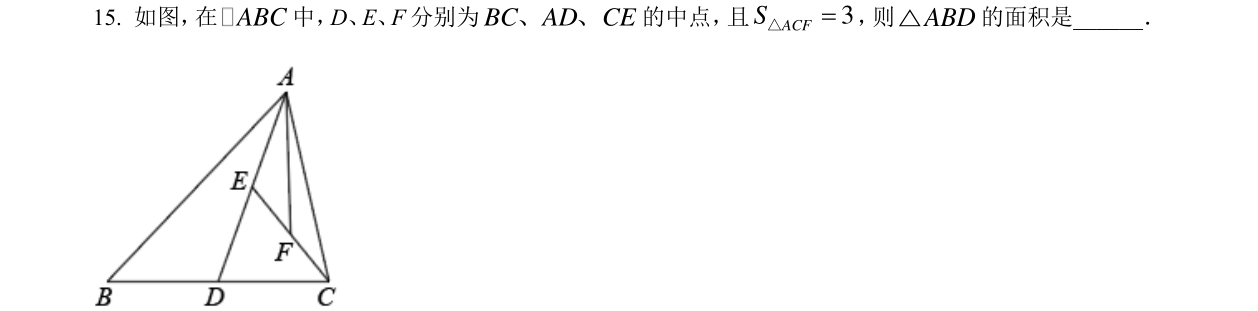 15. 如图,在□ABC 中, D、E、F 分别为 BC、AD、CE 的中点, 且 S△ACF = 3, 则 △ABD 的面积是______.
A
E
F
B D C